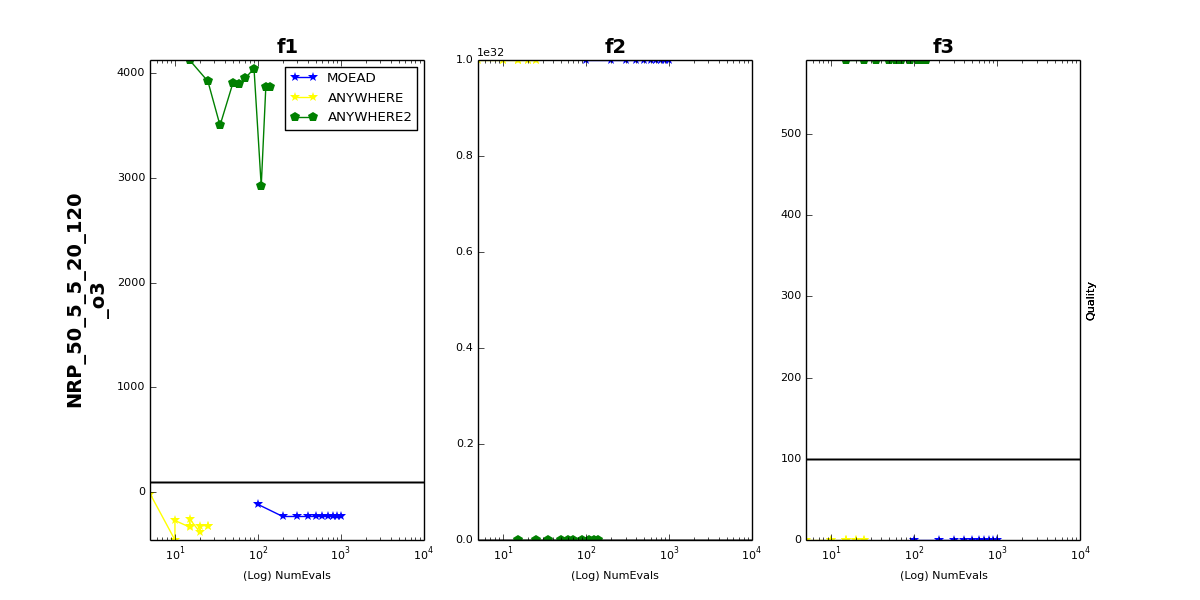 f1
f2
f3
NRP_50_5_5_20_120
_o3
4000
3000
2000
1000
0
MOEAD
ANYWHERE
ANYWHERE2
10^1
10^2
10^3
10^4
(Log) NumEvals
1e32
1.0
0.8
0.6
0.4
0.2
0.0
10^1
10^2
10^3
10^4
(Log) NumEvals
500
400
300
200
100
0
10^1
10^2
10^3
10^4
(Log) NumEvals
Quality